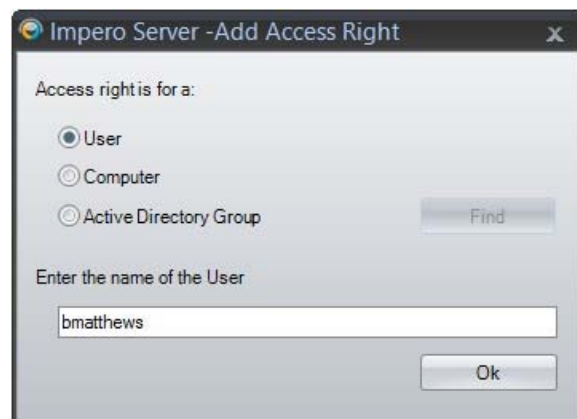 Impero Server -Add Access Right x
Access right is for a:
User
Computer
Active Directory Group Find
Enter the name of the User
bmatthews
Ok